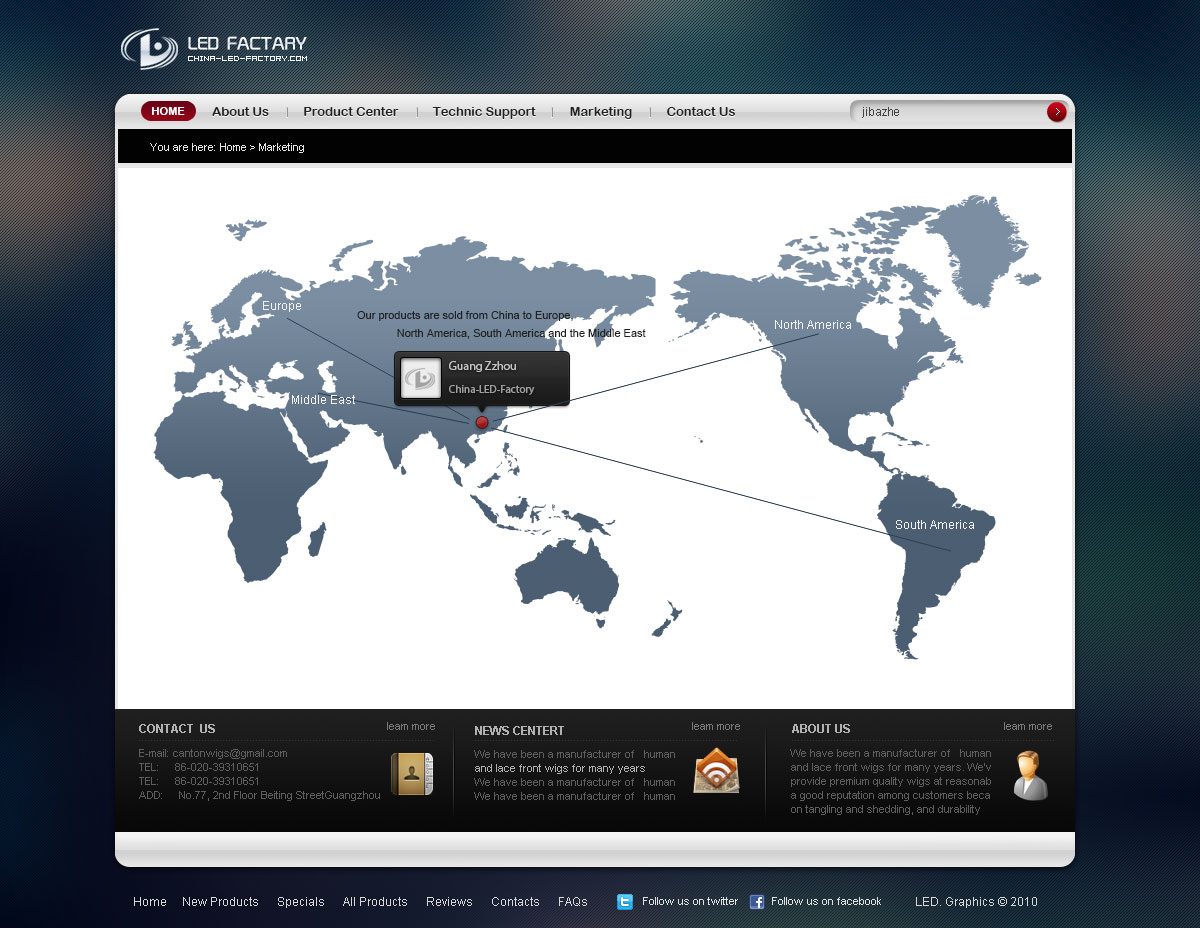 LED FACTARY
CHINA-LED-FACTORY.COM
HOME About Us Product Center Technic Support Marketing Contact Us jibazhe
You are here: Home > Marketing
Europe
Our products are sold from China to Europe,
North America, South America and the Middle East
North America
Guang Zzhou
China-LED-Factory
Middle East
South America
CONTACT US learn more
E-mail: cantonwigs@gmail.com
TEL: 86-020-39310651
TEL: 86-020-39310651
ADD: No.77, 2nd Floor Beiting StreetGuangzhou
NEWS CENTERT learn more
We have been a manufacturer of human
and lace front wigs for many years
We have been a manufacturer of human
We have been a manufacturer of human
ABOUT US learn more
We have been a manufacturer of human
and lace front wigs for many years. We'v
provide premium quality wigs at reasonab
a good reputation among customers beca
on tangling and shedding, and durability
Home New Products Specials All Products Reviews Contacts FAQs Follow us on twitter Follow us on facebook LED. Graphics © 2010